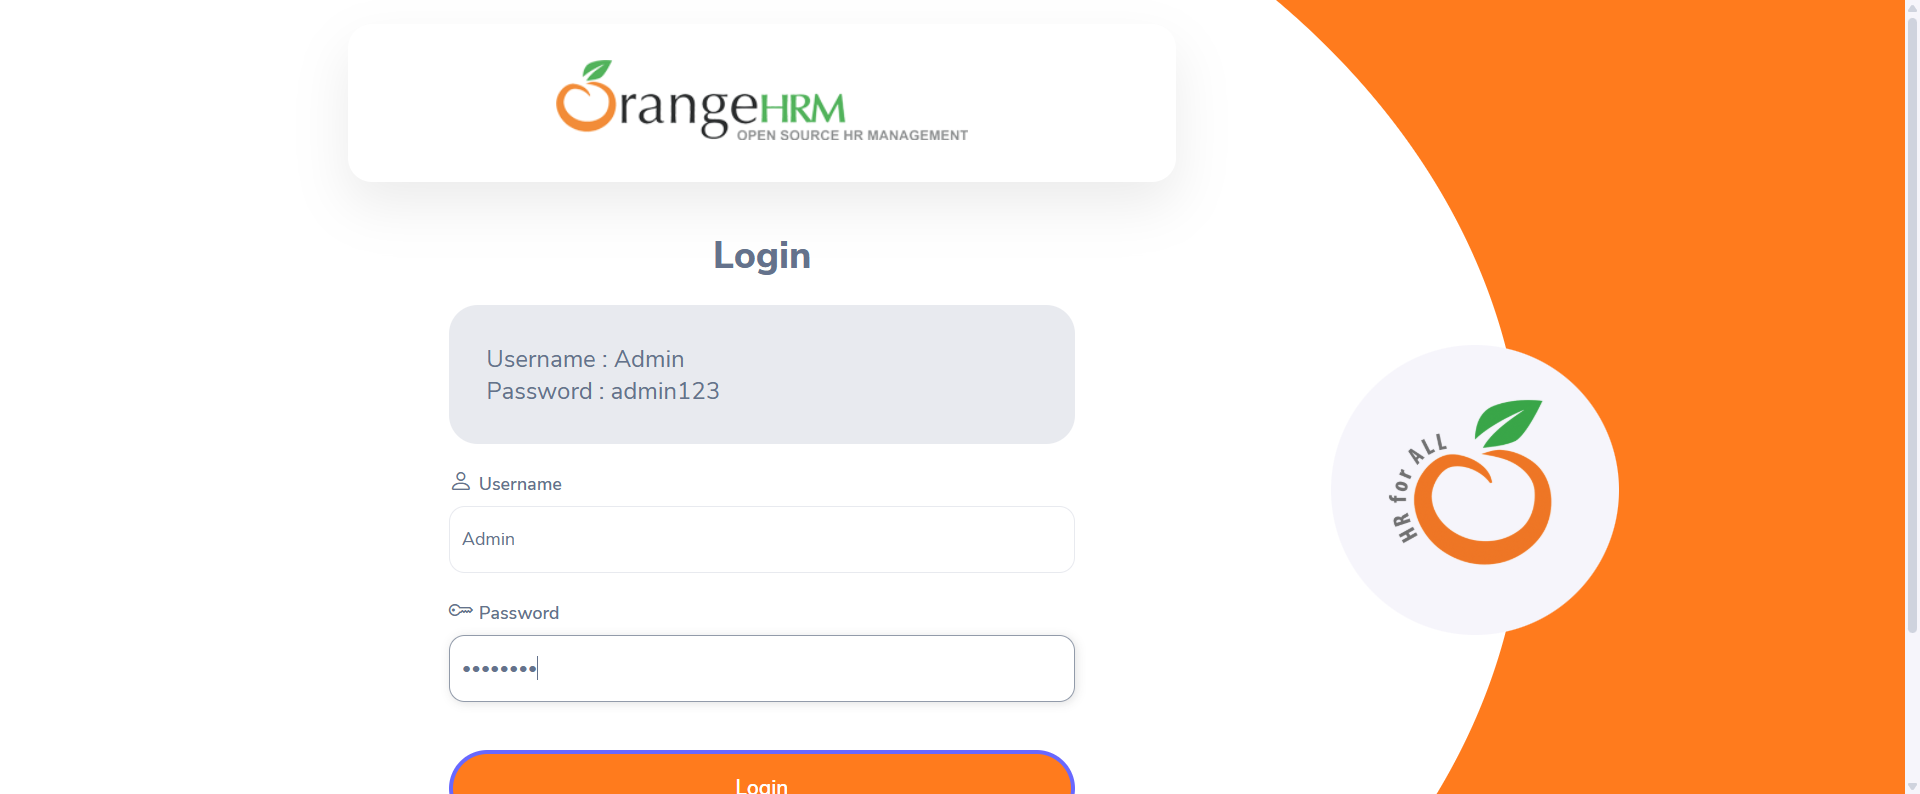 OrangeHRM
OPEN SOURCE HR MANAGEMENT
Login
Username : Admin
Password : admin123
Username
Admin
Password
••••••••
Login
HR for ALL